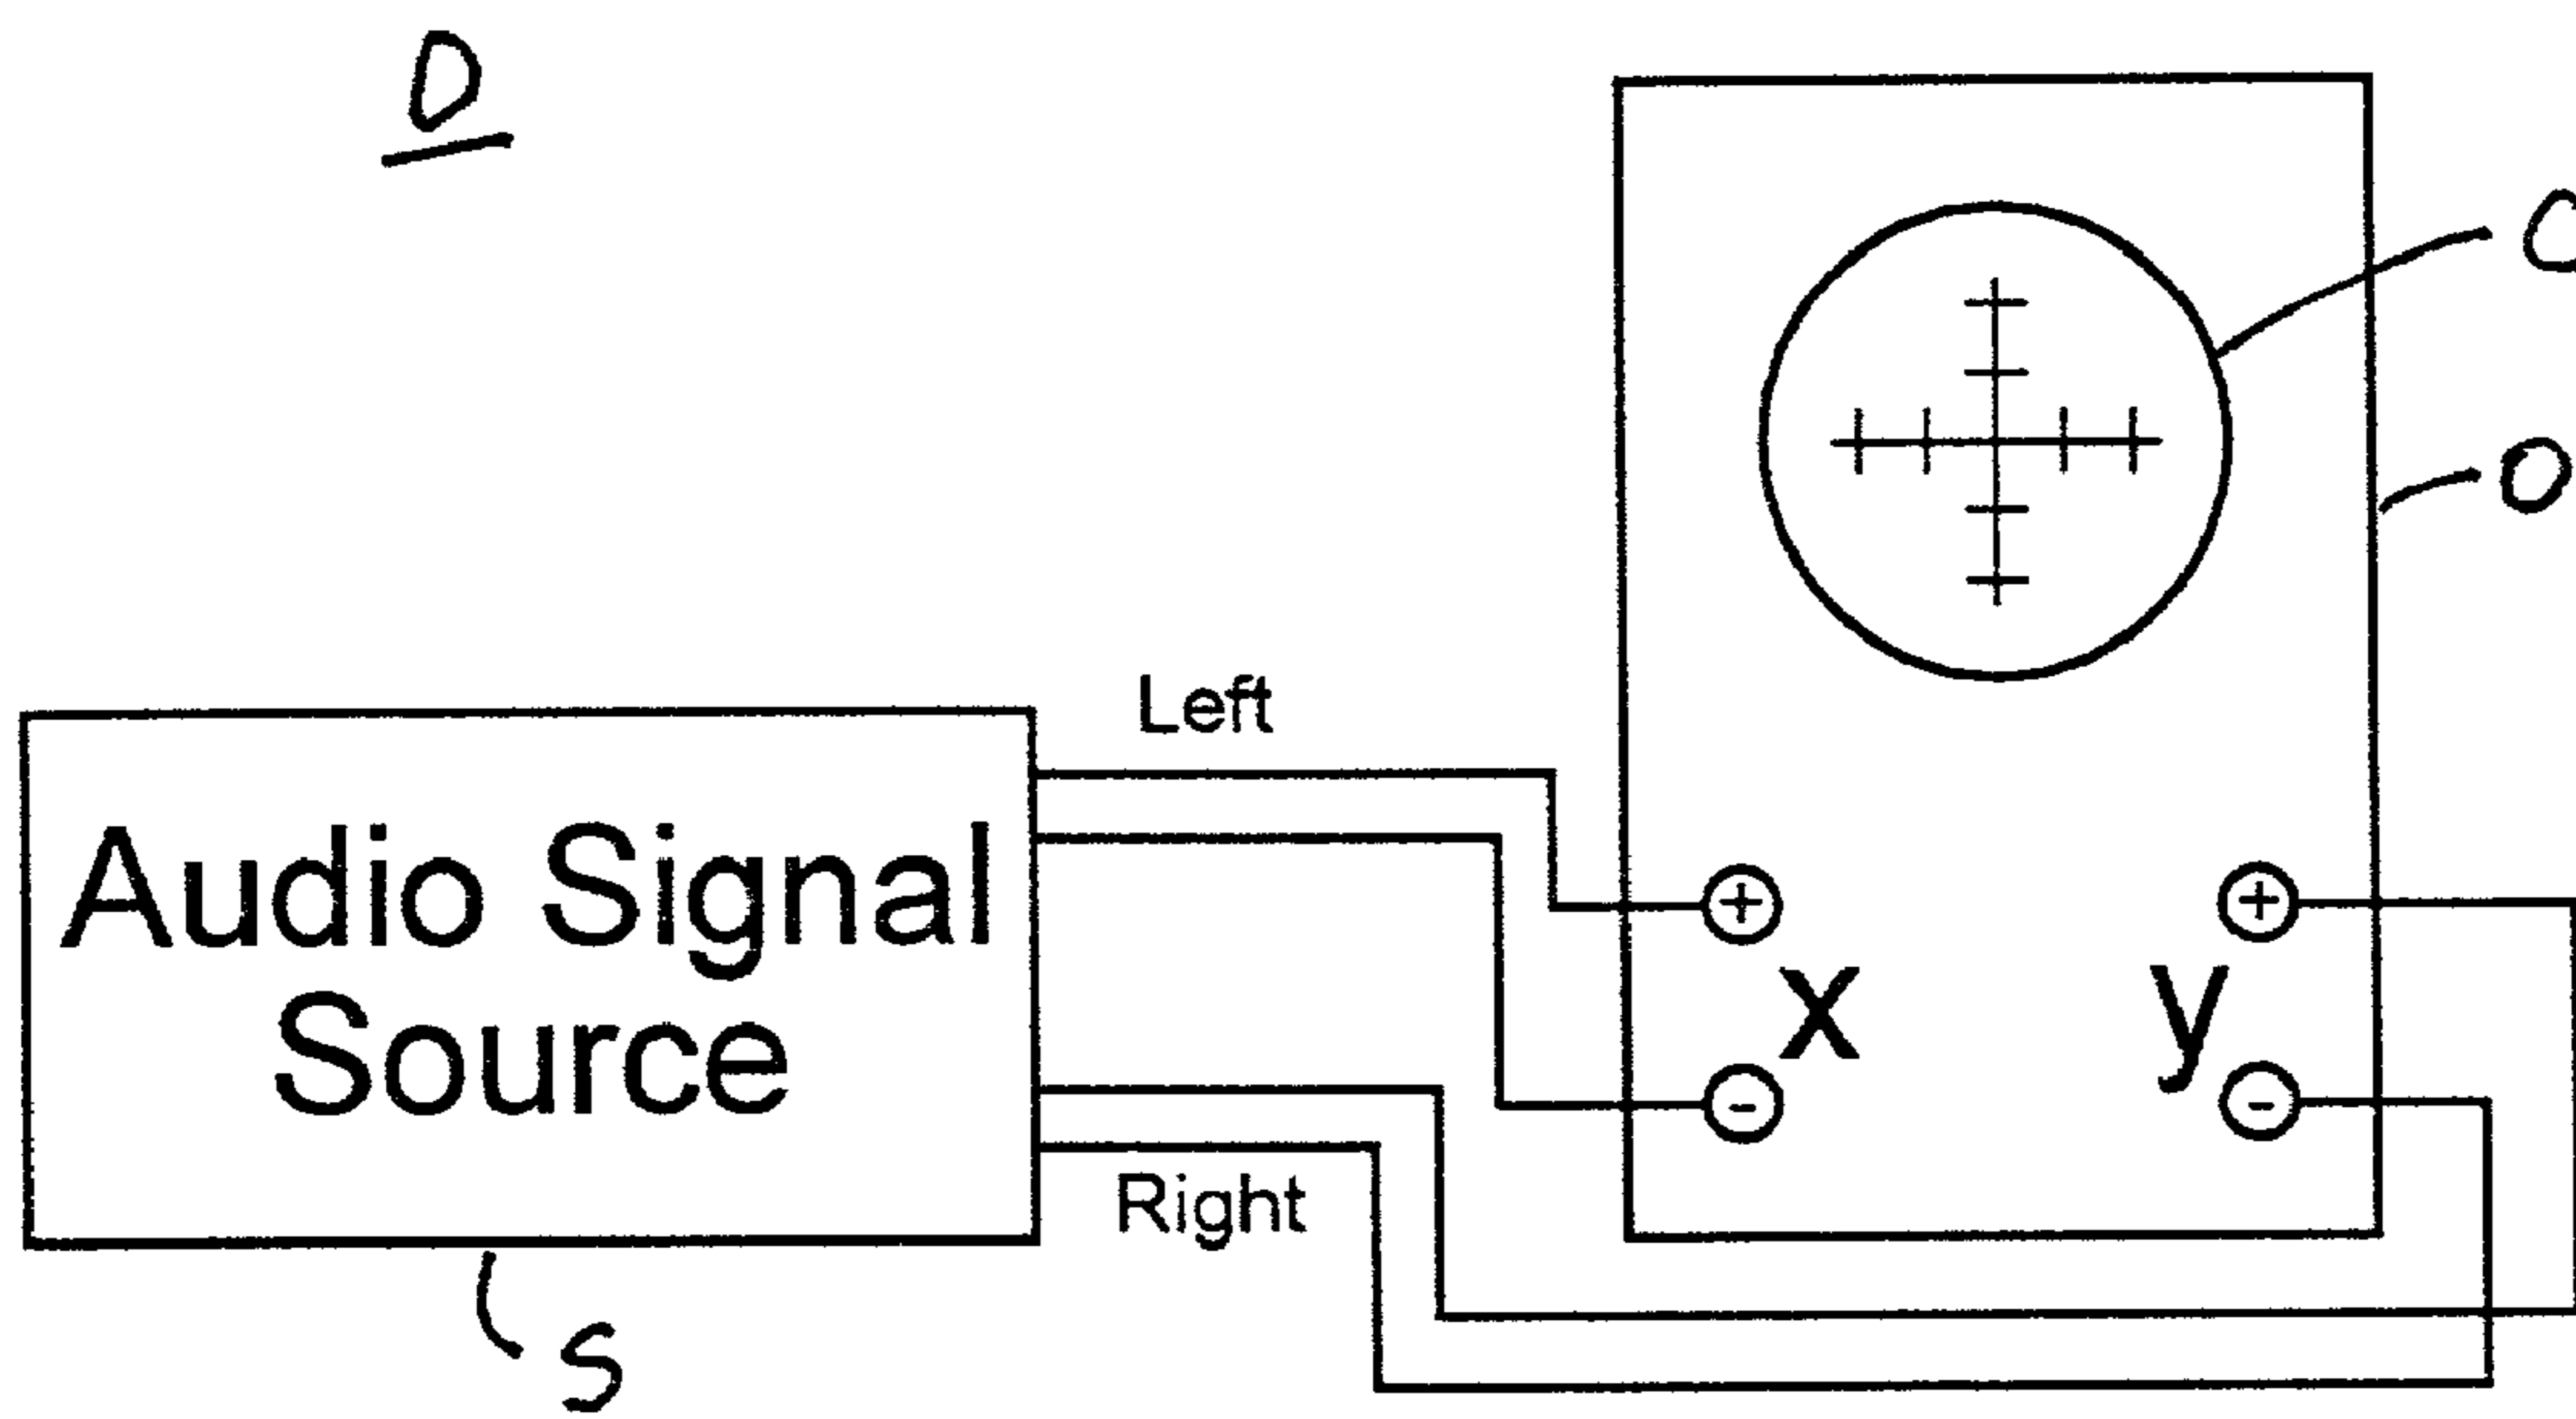 D
O
Left
Audio Signal
Source
+
+
x
y
-
-
Right
S